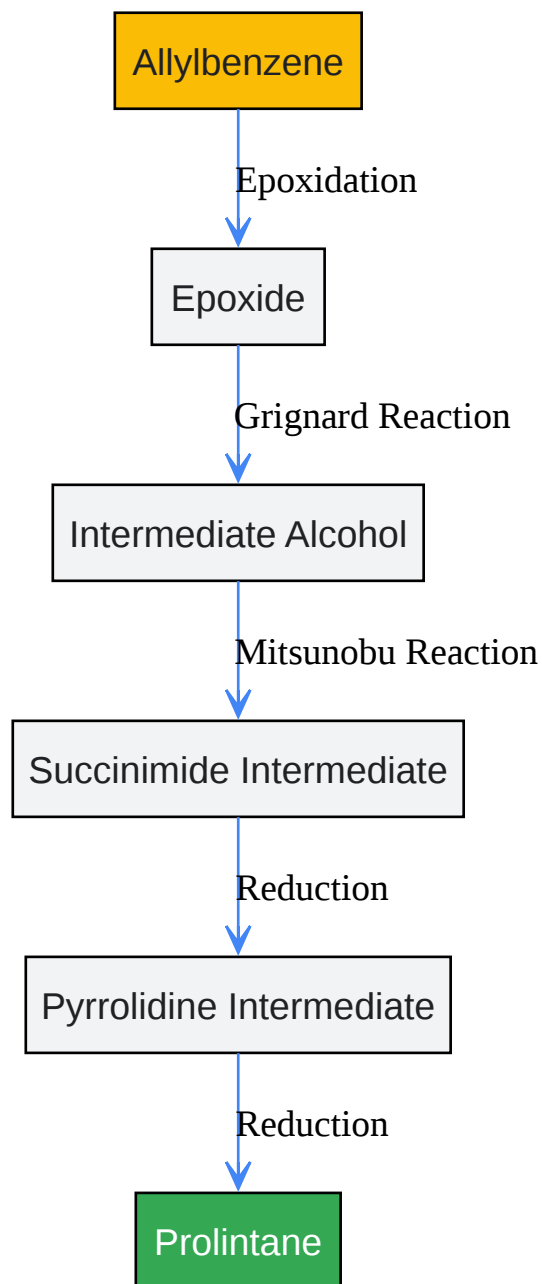 Allylbenzene
Epoxidation
Epoxide
Grignard Reaction
Intermediate Alcohol
Mitsunobu Reaction
Succinimide Intermediate
Reduction
Pyrrolidine Intermediate
Reduction
Prolintane